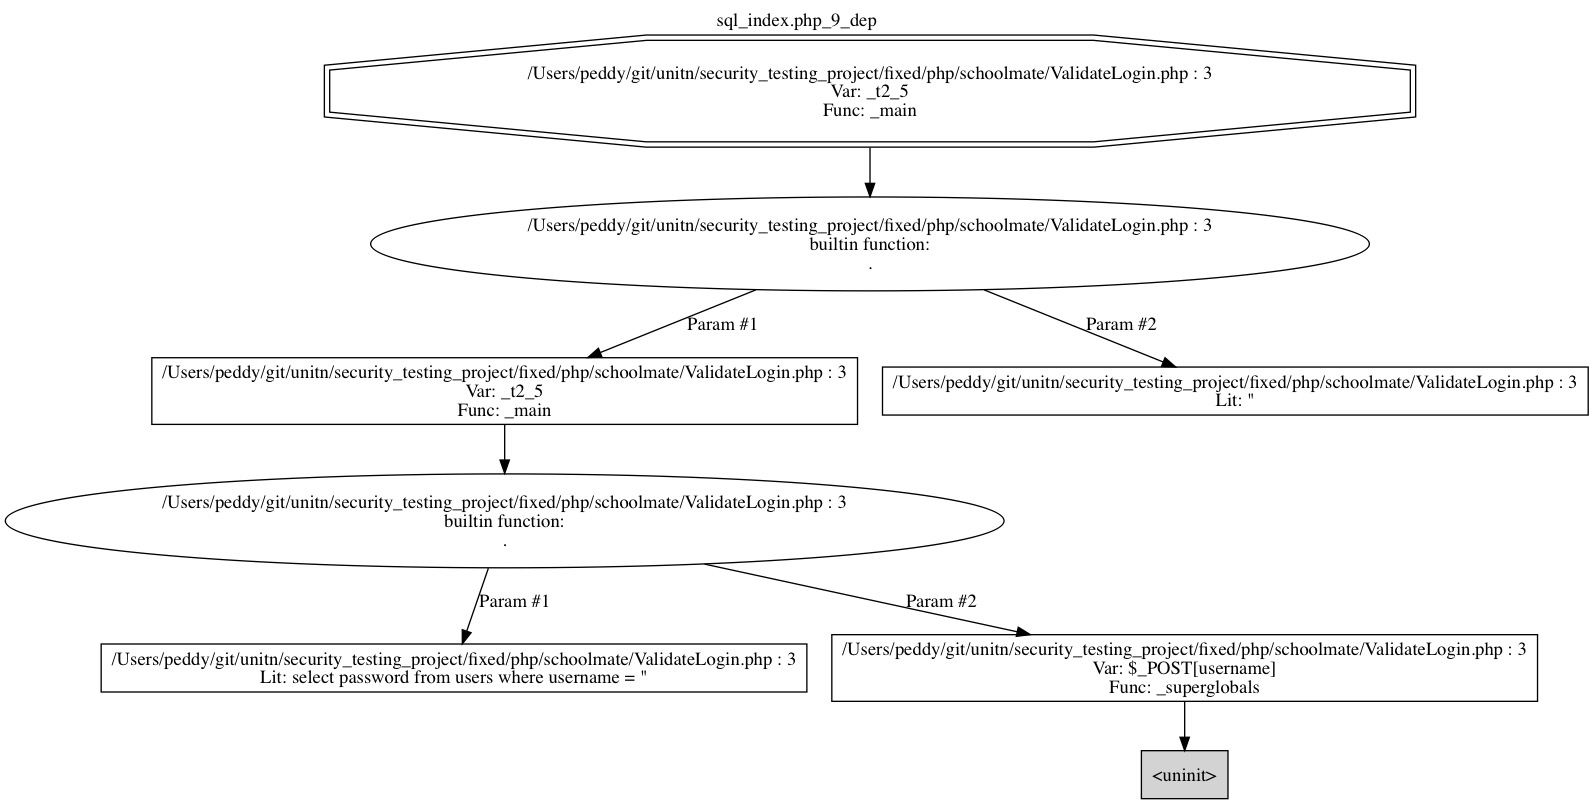 sql_index.php_9_dep
/Users/peddy/git/unitn/security_testing_project/fixed/php/schoolmate/ValidateLogin.php : 3
Var: _t2_5
Func: _main
/Users/peddy/git/unitn/security_testing_project/fixed/php/schoolmate/ValidateLogin.php : 3
builtin function:
.
Param #1
Param #2
/Users/peddy/git/unitn/security_testing_project/fixed/php/schoolmate/ValidateLogin.php : 3
Var: _t2_5
Func: _main
/Users/peddy/git/unitn/security_testing_project/fixed/php/schoolmate/ValidateLogin.php : 3
Lit: "
/Users/peddy/git/unitn/security_testing_project/fixed/php/schoolmate/ValidateLogin.php : 3
builtin function:
.
Param #1
Param #2
/Users/peddy/git/unitn/security_testing_project/fixed/php/schoolmate/ValidateLogin.php : 3
Lit: select password from users where username = "
/Users/peddy/git/unitn/security_testing_project/fixed/php/schoolmate/ValidateLogin.php : 3
Var: $_POST[username]
Func: _superglobals
<uninit>